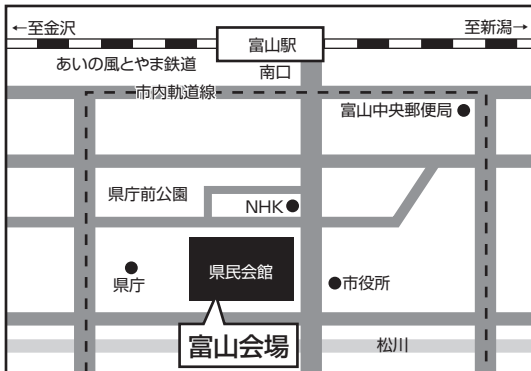 ←至金沢
至新潟→
富山駅
あいの風とやま鉄道
南口
市内軌道線
富山中央郵便局
県庁前公園
NHK
県民会館
県庁
市役所
富山会場
松川